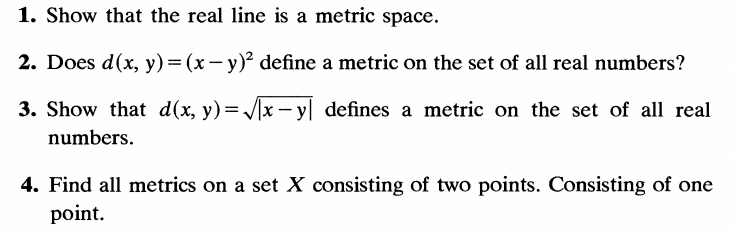 1. Show that the real line is a metric space.
2. Does d(x, y) = (x − y)² define a metric on the set of all real numbers?
3. Show that d(x, y) = √|x − y| defines a metric on the set of all real
numbers.
4. Find all metrics on a set X consisting of two points. Consisting of one
point.